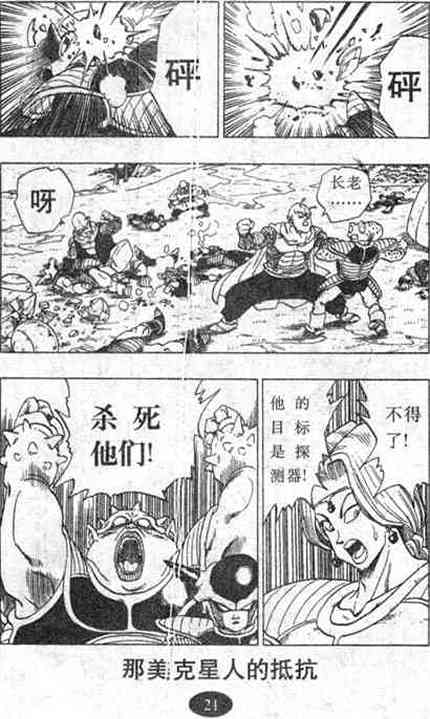 砰
砰
长老
……
呀
不得
了!
他 的
目 标
是 探
测器!
杀死
他们!
那美克星人的抵抗
21